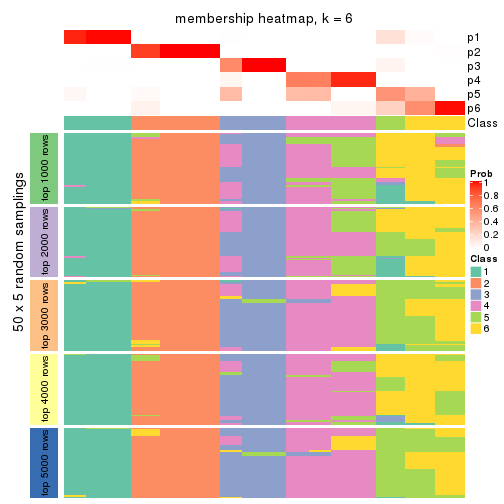 membership heatmap, k = 6
p1
p2
p3
p4
p5
p6
Class
50 x 5 random samplings
top 1000 rows
top 2000 rows
top 3000 rows
top 4000 rows
top 5000 rows
Prob
1
0.8
0.6
0.4
0.2
0
Class
1
2
3
4
5
6